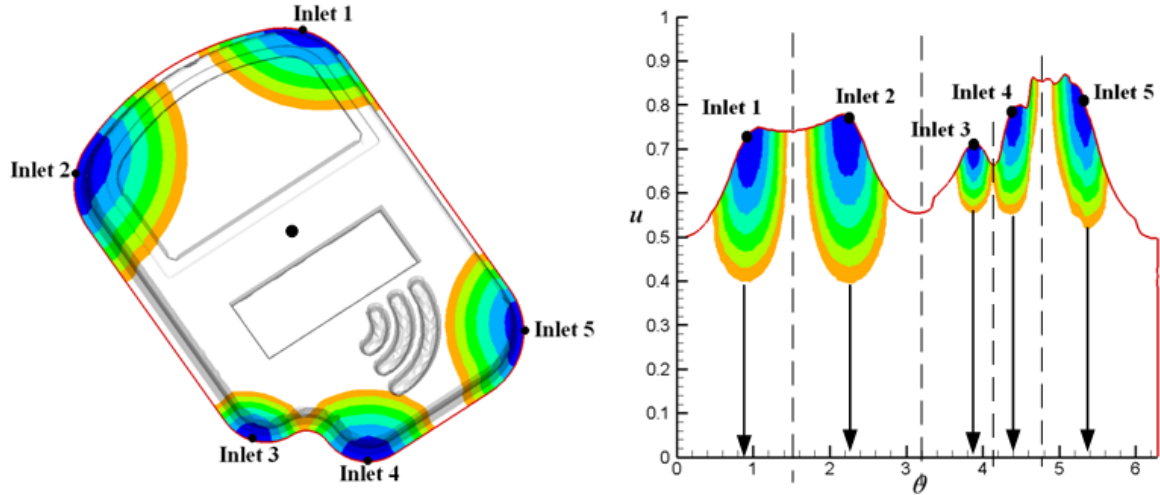 Inlet 1
Inlet 2
Inlet 3
Inlet 4
Inlet 5
1
0.9
0.8
0.7
0.6
0.5
0.4
0.3
0.2
0.1
0
u
Inlet 1
Inlet 2
Inlet 3
Inlet 4
Inlet 5
0 1 2 3 4 5 6
θ